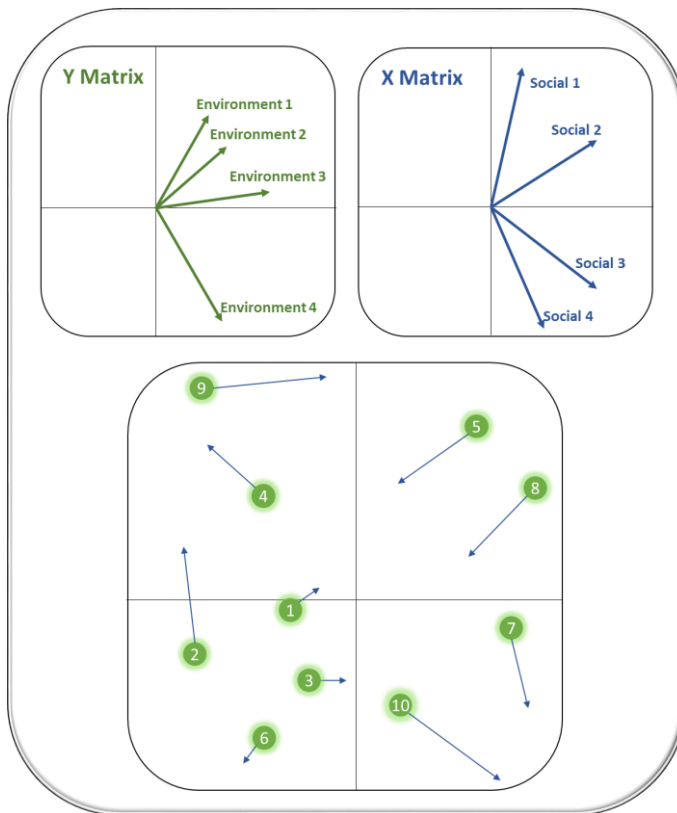 Y Matrix
Environment 1
Environment 2
Environment 3
Environment 4
X Matrix
Social 1
Social 2
Social 3
Social 4
9
5
4
8
1
7
2
3
10
6